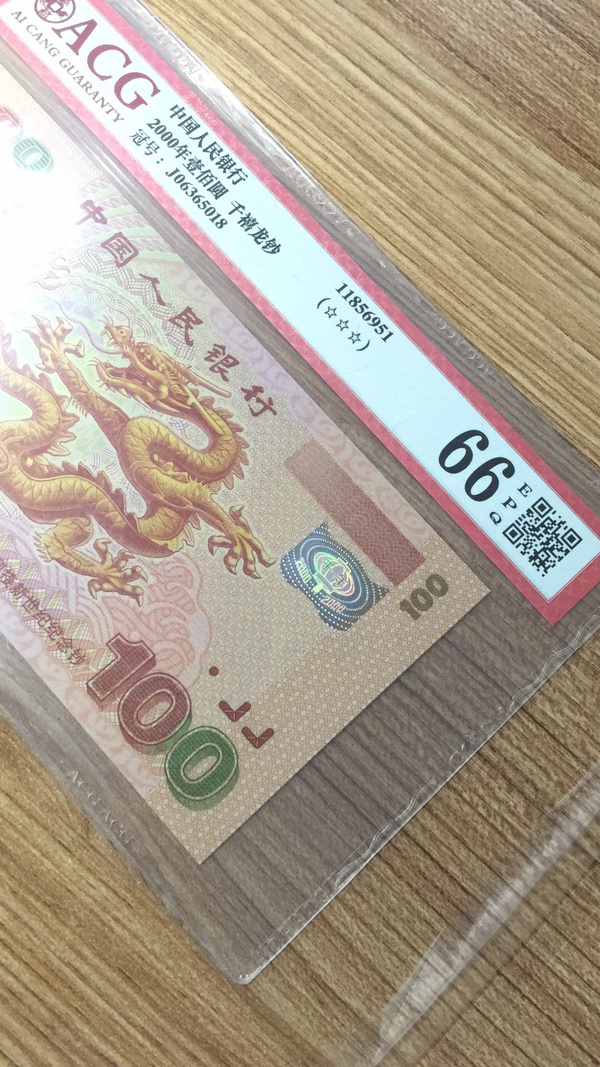 ACG
AI CANG GUARANTY
中国人民银行
2000年壹佰圆 千禧龙钞
冠号：J06365018
11856951
(☆☆☆)
66
EPQ
中国人民银行
100
100